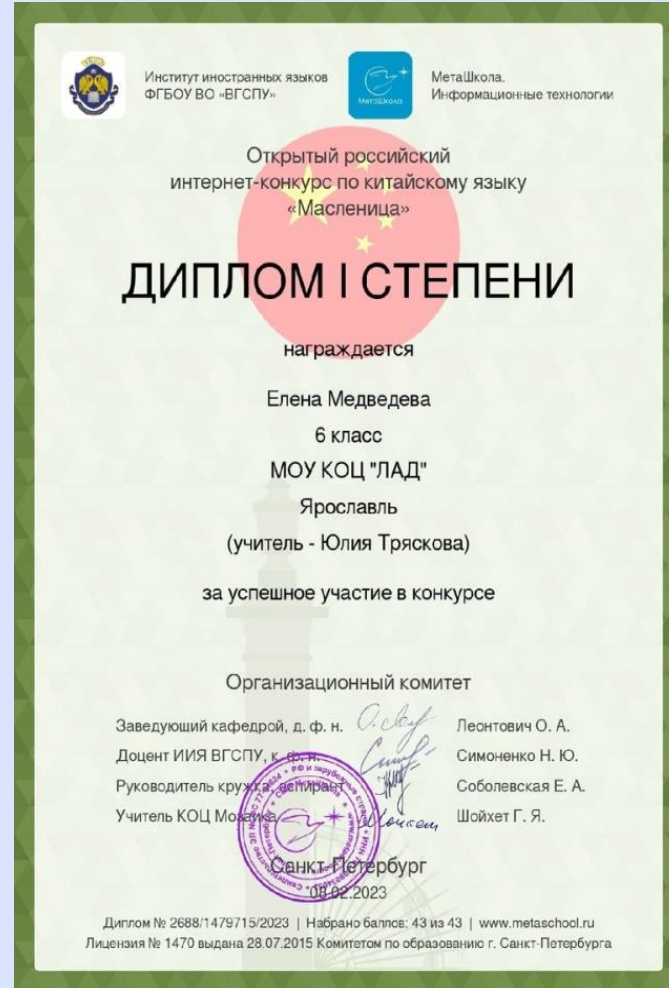 Институт иностранных языков
ФГБОУ ВО «ВГСПУ»
МетаШкола
МетаШкола.
Информационные технологии
Открытый российский
интернет-конкурс по китайскому языку
«Масленица»
ДИПЛОМ I СТЕПЕНИ
награждается
Елена Медведева
6 класс
МОУ КОЦ "ЛАД"
Ярославль
(учитель - Юлия Тряскова)
за успешное участие в конкурсе
Организационный комитет
Заведующий кафедрой, д. ф. н. Леонтович О. А.
Доцент ИИЯ ВГСПУ, к. ф. н. Симоненко Н. Ю.
Руководитель кружка, аспирант Соболевская Е. А.
Учитель КОЦ Мозаика Шойхет Г. Я.
Санкт-Петербург
08.02.2023
Диплом № 2688/1479715/2023 | Набрано баллов: 43 из 43 | www.metaschool.ru
Лицензия № 1470 выдана 28.07.2015 Комитетом по образованию г. Санкт-Петербурга